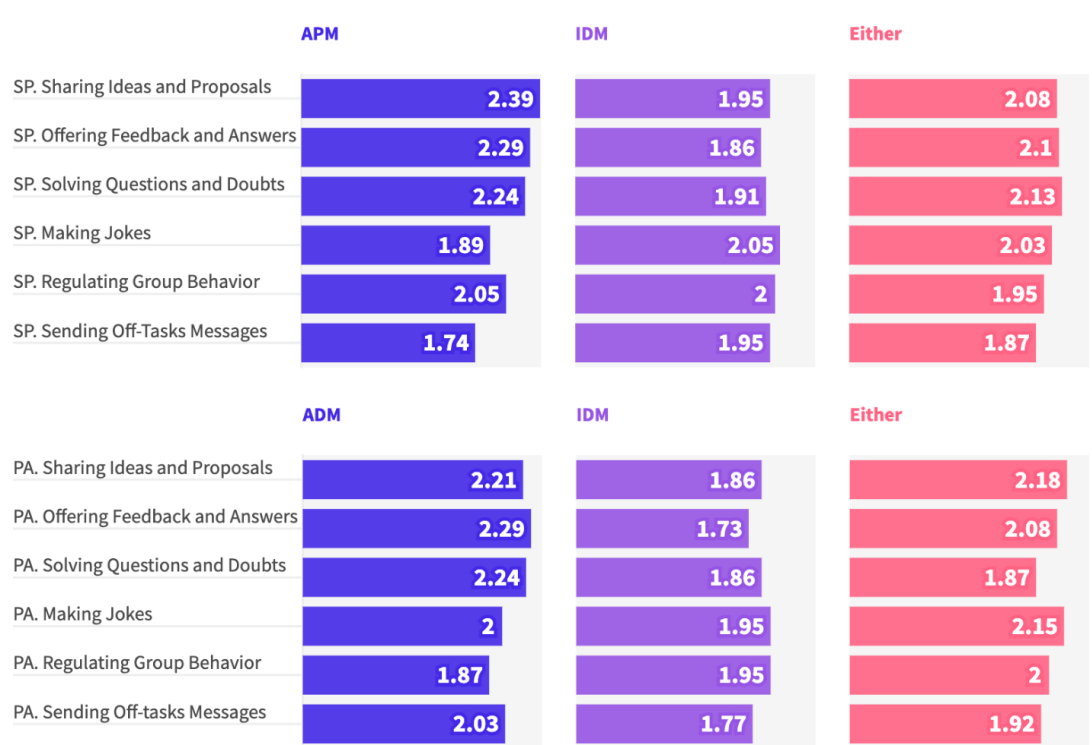 APM IDM Either
SP. Sharing Ideas and Proposals 2.39 1.95 2.08
SP. Offering Feedback and Answers 2.29 1.86 2.1
SP. Solving Questions and Doubts 2.24 1.91 2.13
SP. Making Jokes 1.89 2.05 2.03
SP. Regulating Group Behavior 2.05 2 1.95
SP. Sending Off-Tasks Messages 1.74 1.95 1.87
ADM IDM Either
PA. Sharing Ideas and Proposals 2.21 1.86 2.18
PA. Offering Feedback and Answers 2.29 1.73 2.08
PA. Solving Questions and Doubts 2.24 1.86 1.87
PA. Making Jokes 2 1.95 2.15
PA. Regulating Group Behavior 1.87 1.95 2
PA. Sending Off-tasks Messages 2.03 1.77 1.92